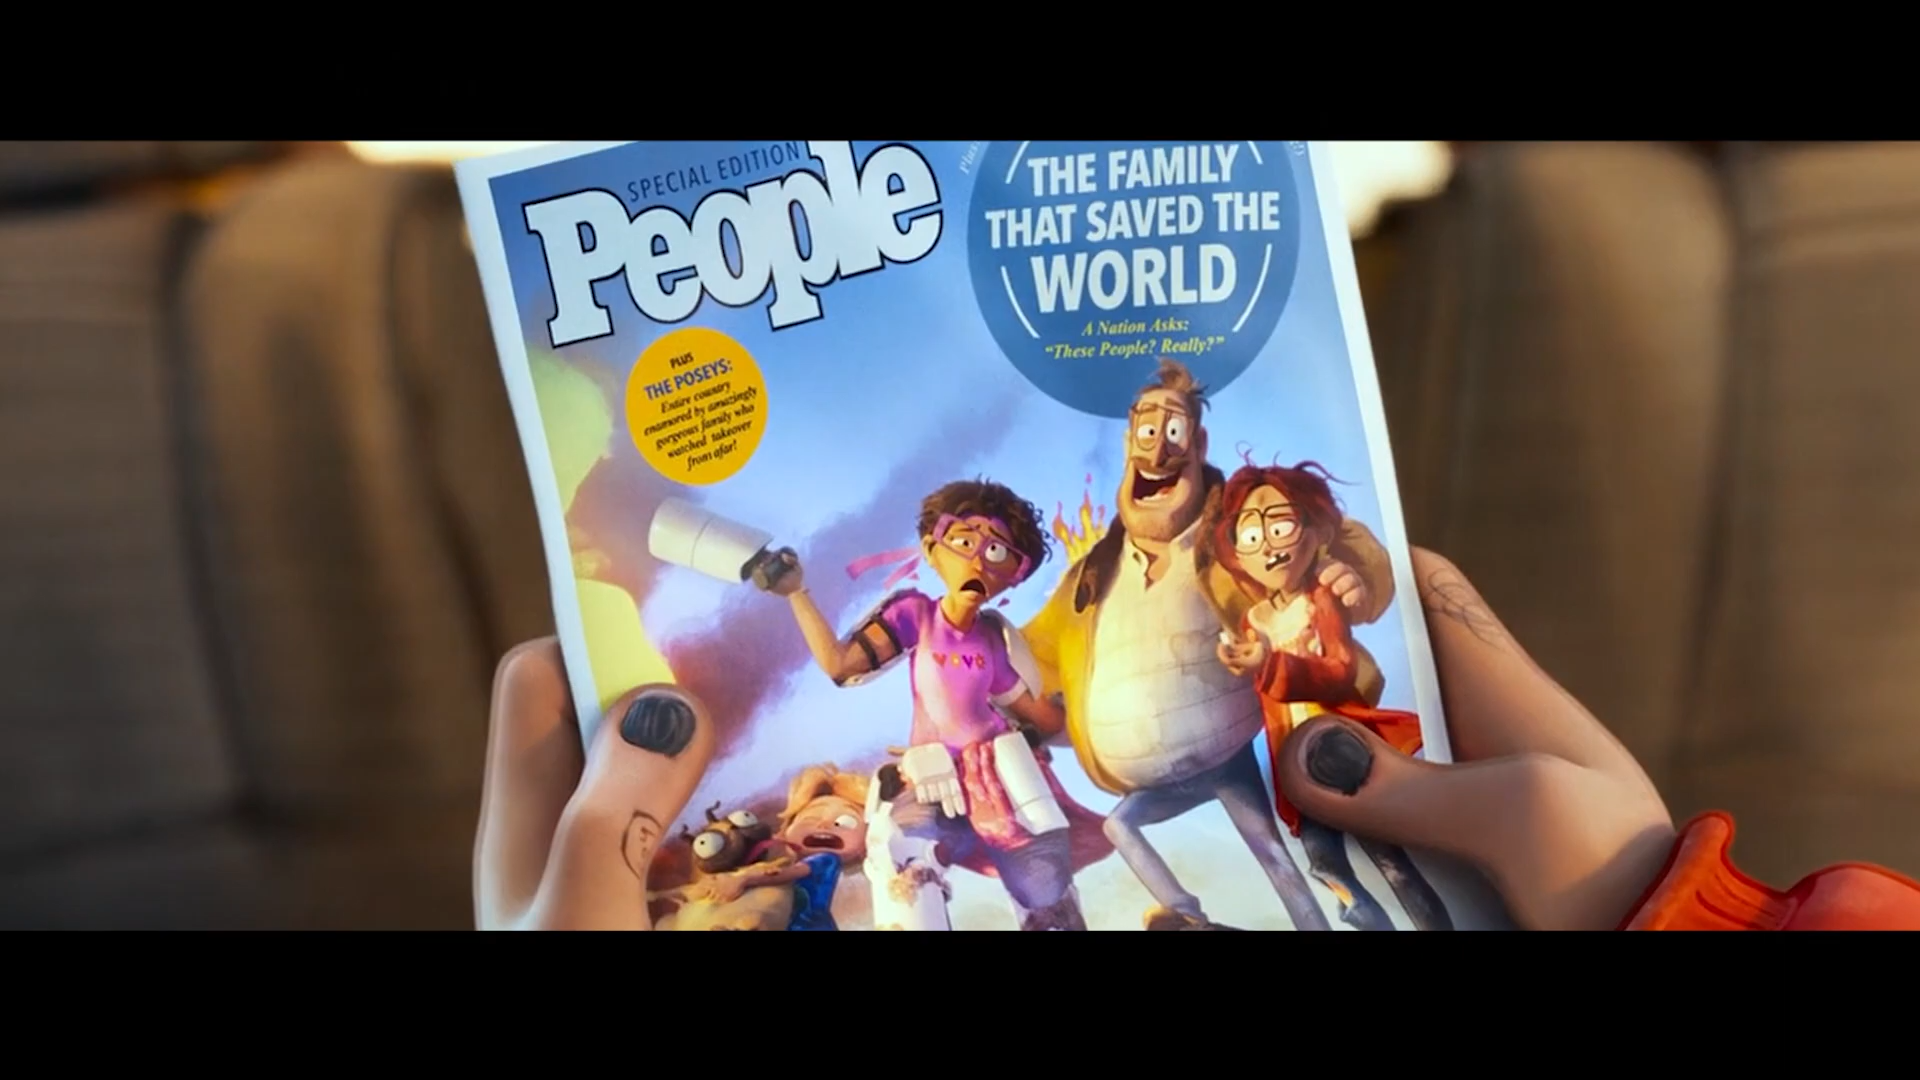 SPECIAL EDITION
People
Plus:
THE FAMILY
THAT SAVED THE
WORLD
A Nation Asks:
"These People? Really?"
PLUS
THE POSEYS:
Entire country
enamored by amazingly
gorgeous family who
watched takeover
from afar!